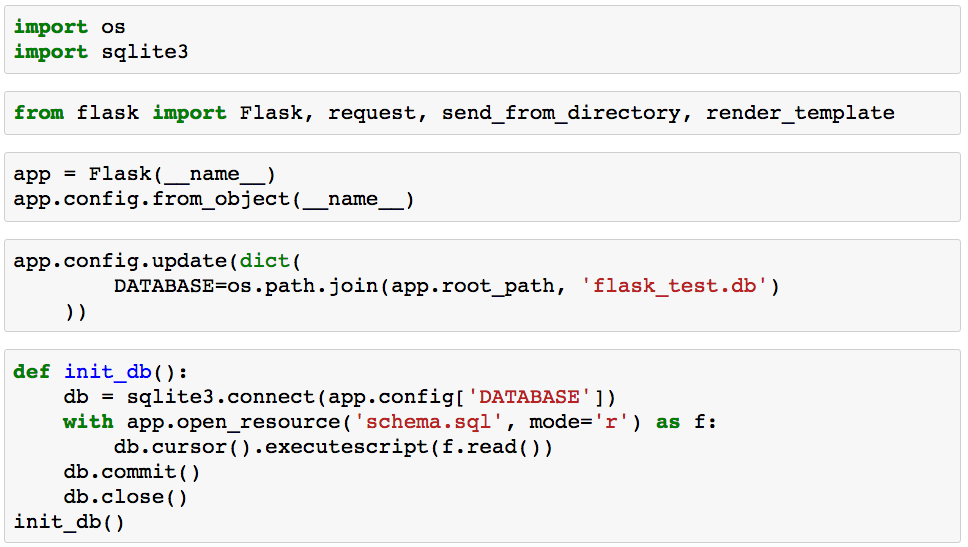 import os
import sqlite3
from flask import Flask, request, send_from_directory, render_template
app = Flask(__name__)
app.config.from_object(__name__)
app.config.update(dict(
        DATABASE=os.path.join(app.root_path, 'flask_test.db')
    ))
def init_db():
    db = sqlite3.connect(app.config['DATABASE'])
    with app.open_resource('schema.sql', mode='r') as f:
        db.cursor().executescript(f.read())
    db.commit()
    db.close()
init_db()